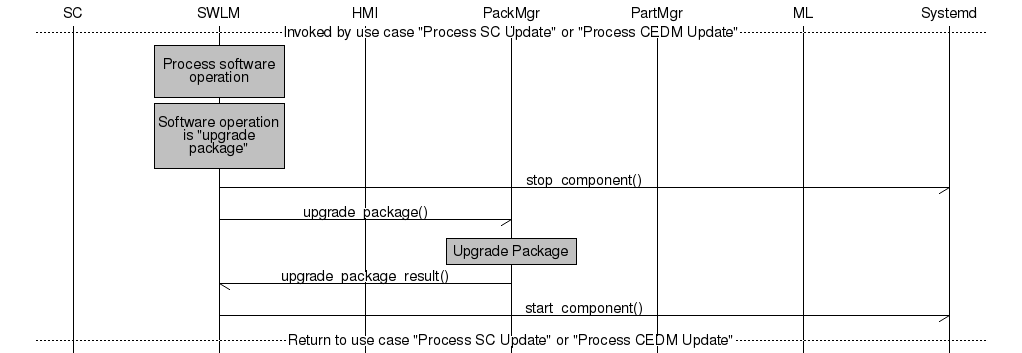 SC SWLM HMI PackMgr PartMgr ML Systemd
Invoked by use case "Process SC Update" or "Process CEDM Update"
Process software
operation
Software operation
is "upgrade
package"
stop_component()
upgrade_package()
Upgrade Package
upgrade_package_result()
start_component()
Return to use case "Process SC Update" or "Process CEDM Update"